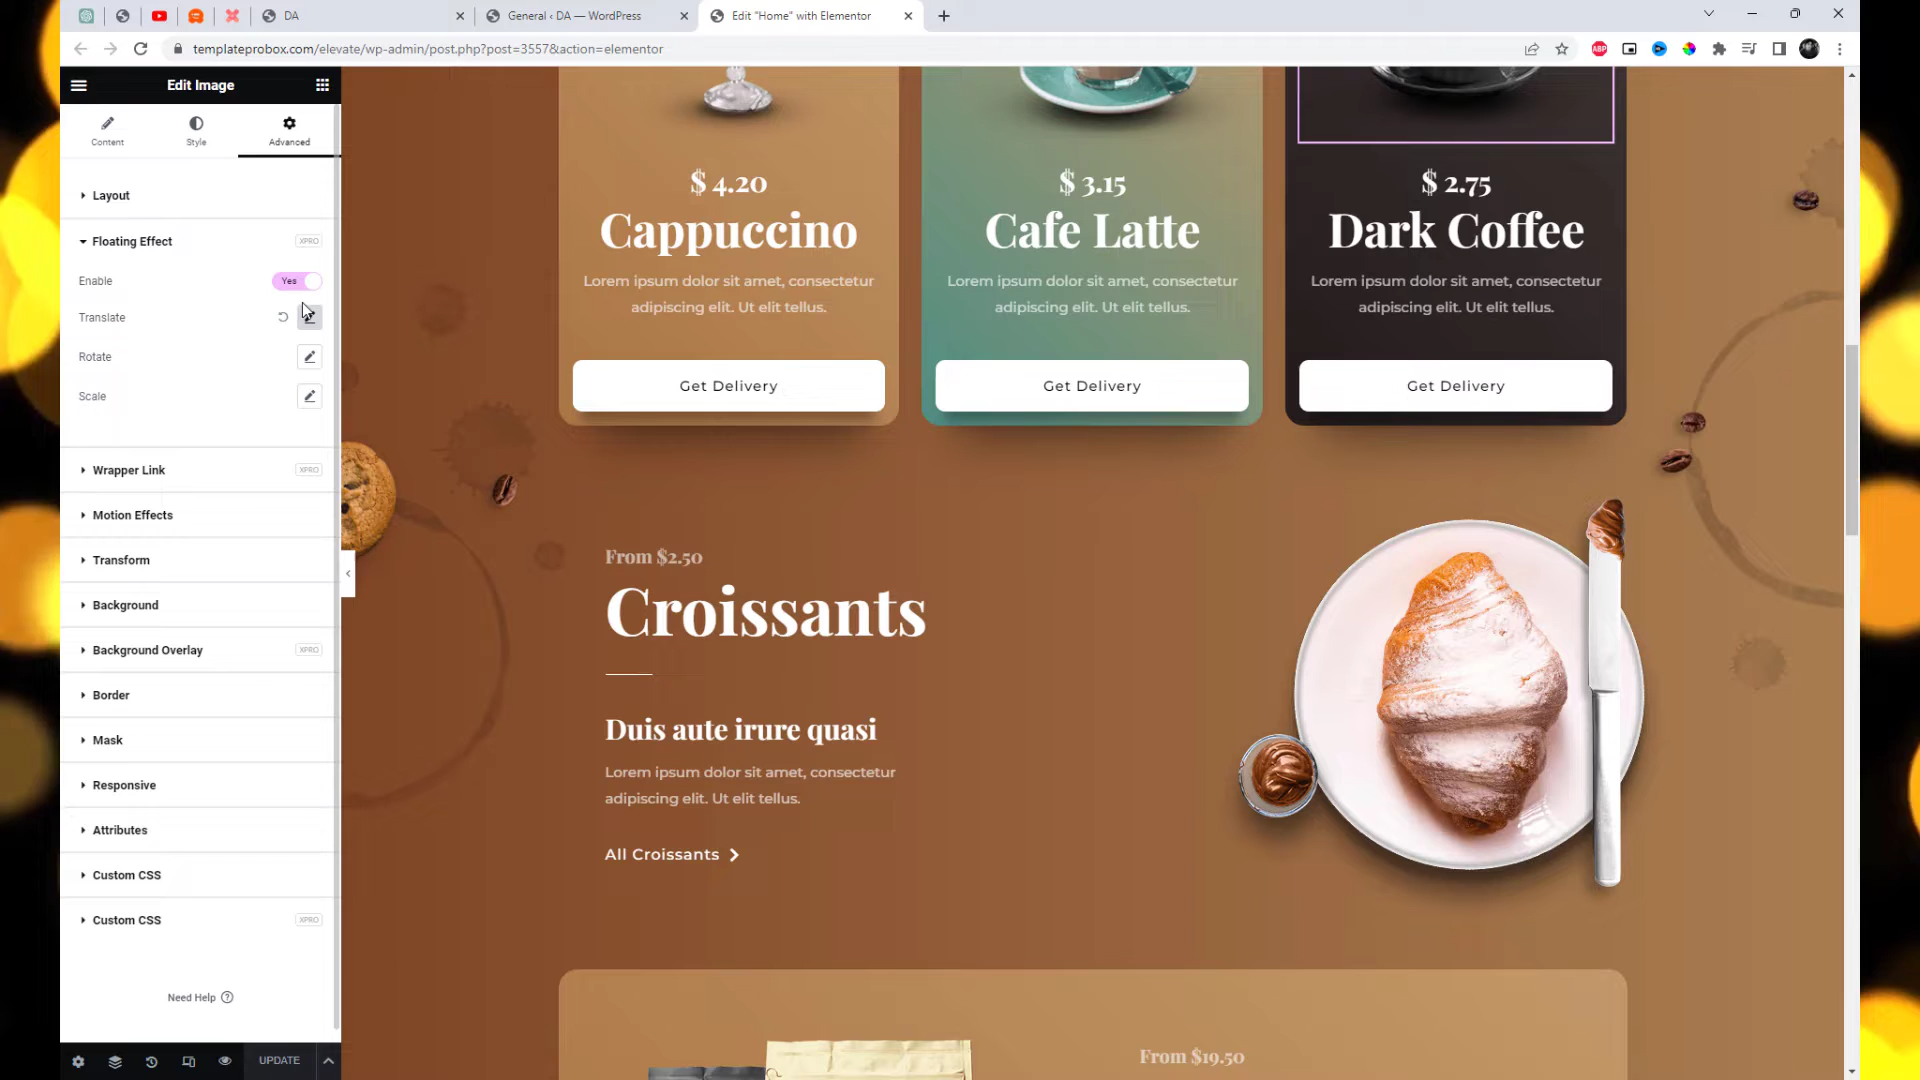 DA
General ‹ DA — WordPress
Edit "Home" with Elementor
templateprobox.com/elevate/wp-admin/post.php?post=3557&action=elementor
ABP
Edit Image
Content
Style
Advanced
Layout
Floating Effect
XPRO
Enable
Yes
Translate
Rotate
Scale
Wrapper Link
XPRO
Motion Effects
Transform
Background
Background Overlay
XPRO
Border
Mask
Responsive
Attributes
Custom CSS
Custom CSS
XPRO
Need Help
UPDATE
$ 4.20
Cappuccino
Lorem ipsum dolor sit amet, consectetur
adipiscing elit. Ut elit tellus.
Get Delivery
$ 3.15
Cafe Latte
Lorem ipsum dolor sit amet, consectetur
adipiscing elit. Ut elit tellus.
Get Delivery
$ 2.75
Dark Coffee
Lorem ipsum dolor sit amet, consectetur
adipiscing elit. Ut elit tellus.
Get Delivery
From $2.50
Croissants
Duis aute irure quasi
Lorem ipsum dolor sit amet, consectetur
adipiscing elit. Ut elit tellus.
All Croissants
From $19.50